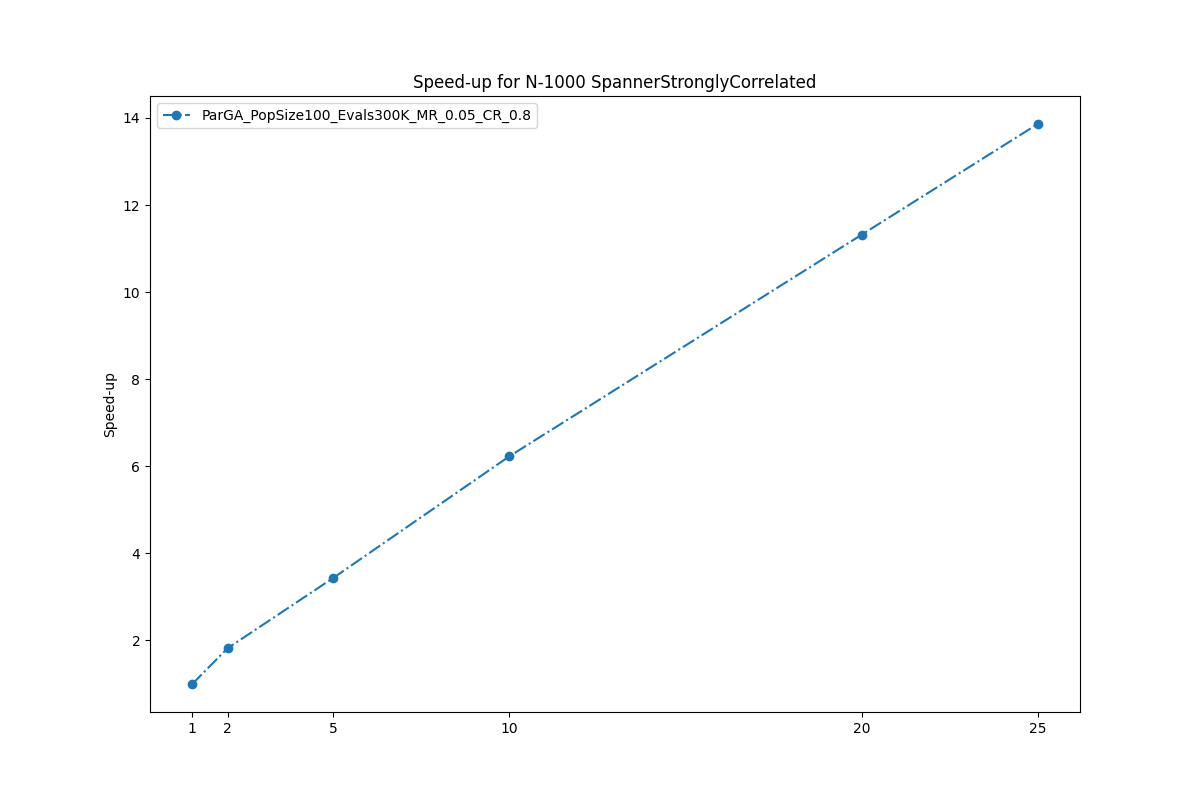 Speed-up for N-1000 SpannerStronglyCorrelated
ParGA_PopSize100_Evals300K_MR_0.05_CR_0.8
14
12
10
8
6
4
2
Speed-up
1 2 5 10 20 25